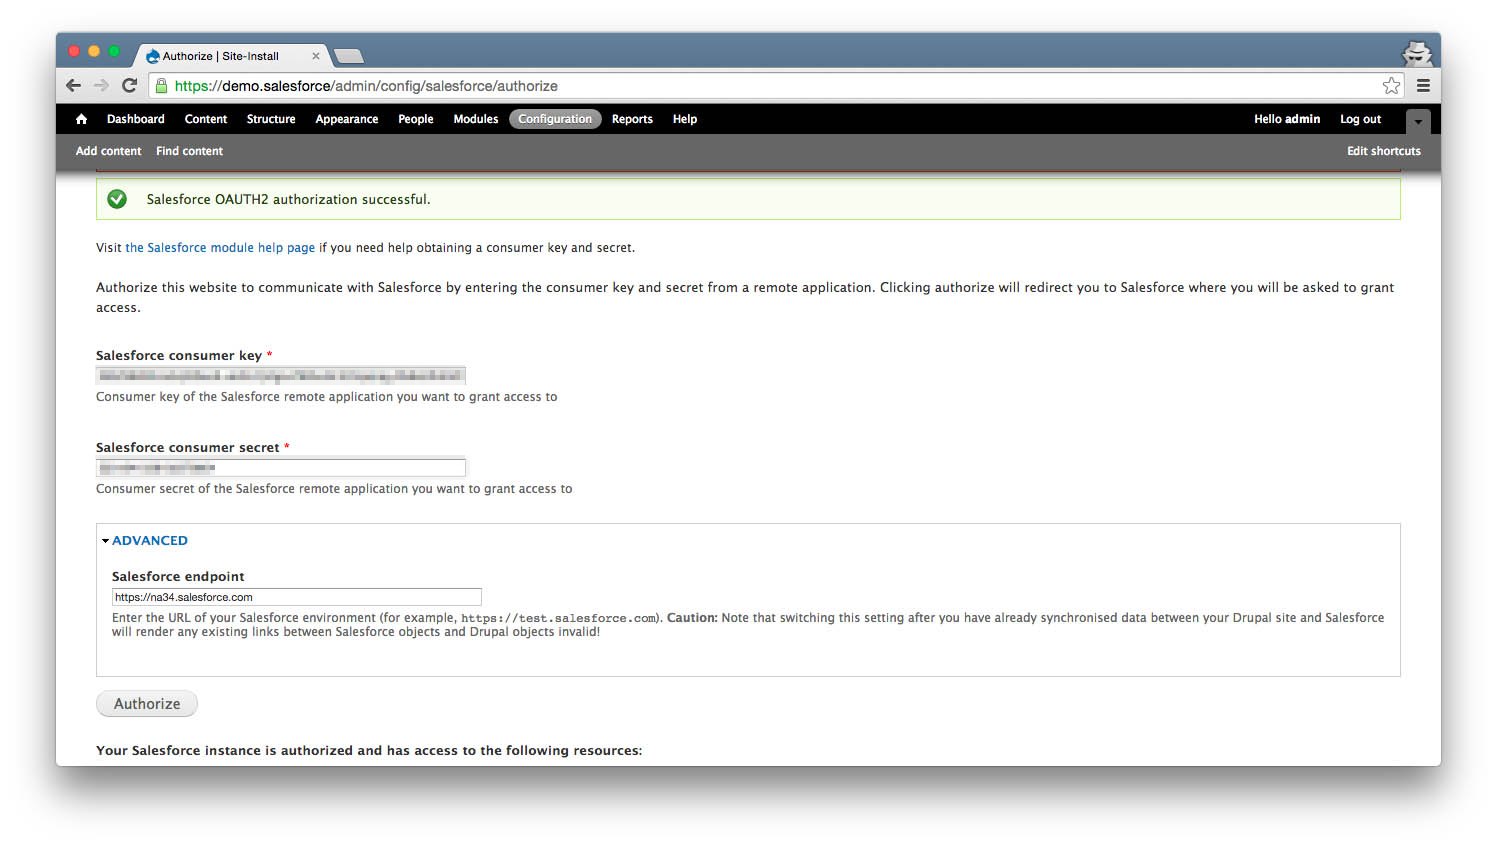 Authorize | Site-Install
https://demo.salesforce/admin/config/salesforce/authorize
Dashboard Content Structure Appearance People Modules Configuration Reports Help Hello admin Log out
Add content Find content Edit shortcuts
Salesforce OAUTH2 authorization successful.
Visit the Salesforce module help page if you need help obtaining a consumer key and secret.
Authorize this website to communicate with Salesforce by entering the consumer key and secret from a remote application. Clicking authorize will redirect you to Salesforce where you will be asked to grant
access.
Salesforce consumer key *
Consumer key of the Salesforce remote application you want to grant access to
Salesforce consumer secret *
Consumer secret of the Salesforce remote application you want to grant access to
ADVANCED
Salesforce endpoint
https://na34.salesforce.com
Enter the URL of your Salesforce environment (for example, https://test.salesforce.com). Caution: Note that switching this setting after you have already synchronised data between your Drupal site and Salesforce
will render any existing links between Salesforce objects and Drupal objects invalid!
Authorize
Your Salesforce instance is authorized and has access to the following resources: